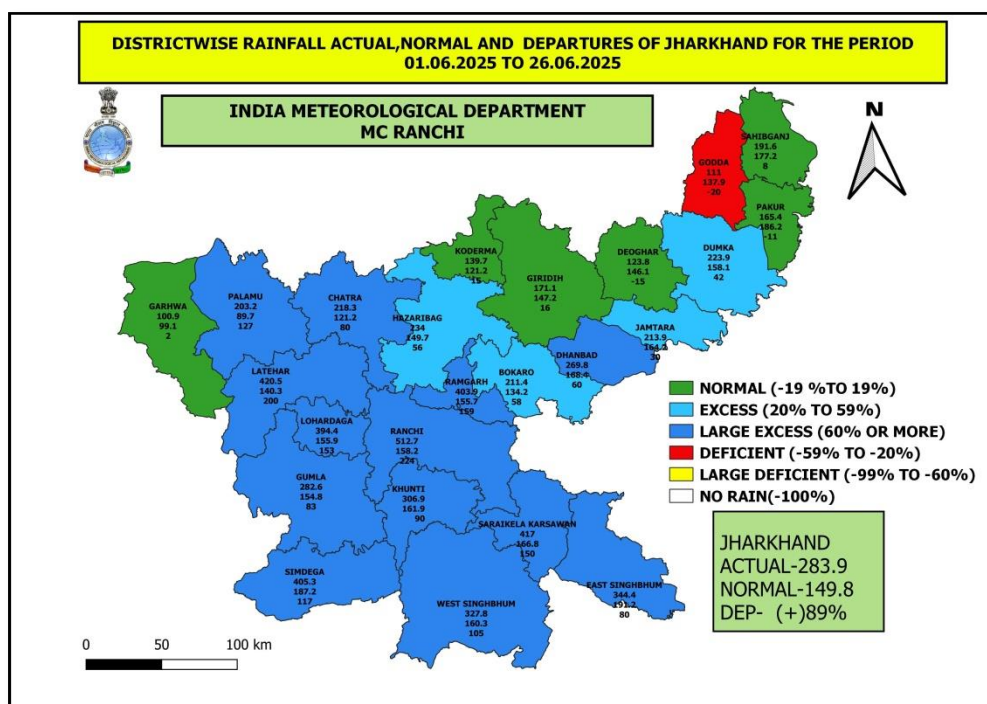 DISTRICTWISE RAINFALL ACTUAL,NORMAL AND DEPARTURES OF JHARKHAND FOR THE PERIOD
01.06.2025 TO 26.06.2025
INDIA METEOROLOGICAL DEPARTMENT
MC RANCHI
N
SAHIBGANJ
191.6
177.2
8
GODDA
111
137.9
-20
PAKUR
165.4
186.2
-11
DUMKA
223.9
158.1
42
DEOGHAR
123.8
146.1
-15
KODERMA
139.7
121.2
15
GIRIDIH
171.1
147.2
16
GARHWA
100.9
99.1
2
PALAMU
203.2
89.7
127
CHATRA
218.3
121.2
80
HAZARIBAG
234
149.7
56
JAMTARA
213.9
164.2
30
DHANBAD
269.8
168.4
60
BOKARO
211.4
134.2
58
RAMGARH
403.9
155.7
159
LATEHAR
420.5
140.3
200
LOHARDAGA
394.4
155.9
153
RANCHI
512.7
158.2
224
GUMLA
282.6
154.8
83
KHUNTI
306.9
161.9
90
SARAIKELA KARSAWAN
417
166.8
150
SIMDEGA
405.3
187.2
117
WEST SINGHBHUM
327.8
160.3
105
EAST SINGHBHUM
344.4
191.2
80
NORMAL (-19 %TO 19%)
EXCESS (20% TO 59%)
LARGE EXCESS (60% OR MORE)
DEFICIENT (-59% TO -20%)
LARGE DEFICIENT (-99% TO -60%)
NO RAIN(-100%)
JHARKHAND
ACTUAL-283.9
NORMAL-149.8
DEP- (+)89%
0 50 100 km